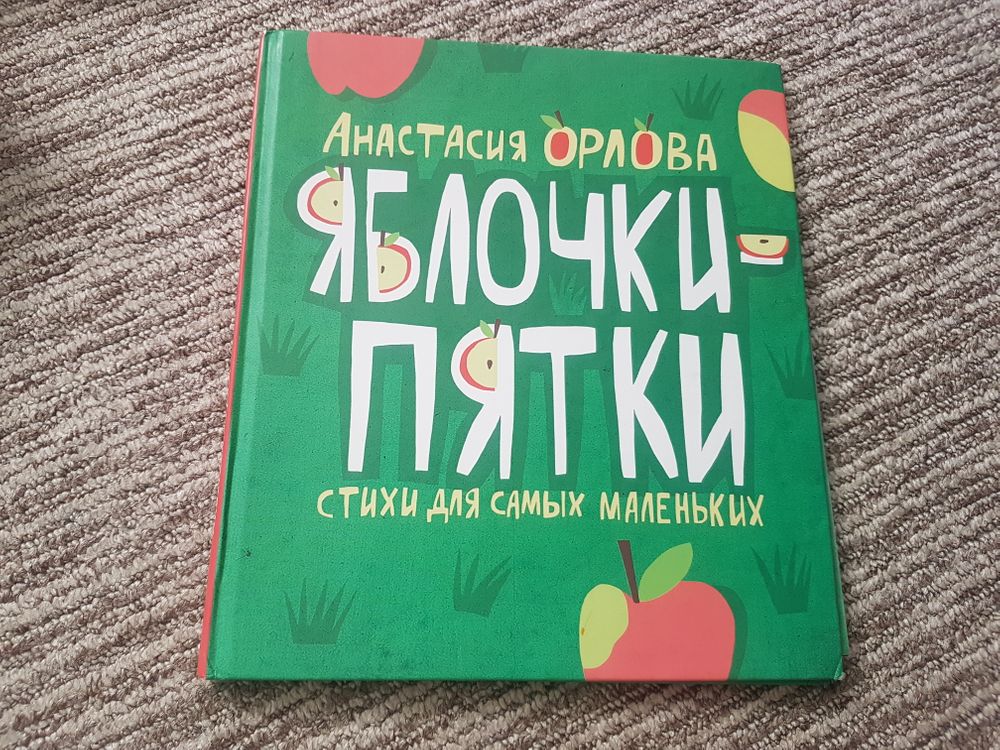 Анастасия Орлова
Яблочки-
пятки
стихи для самых маленьких